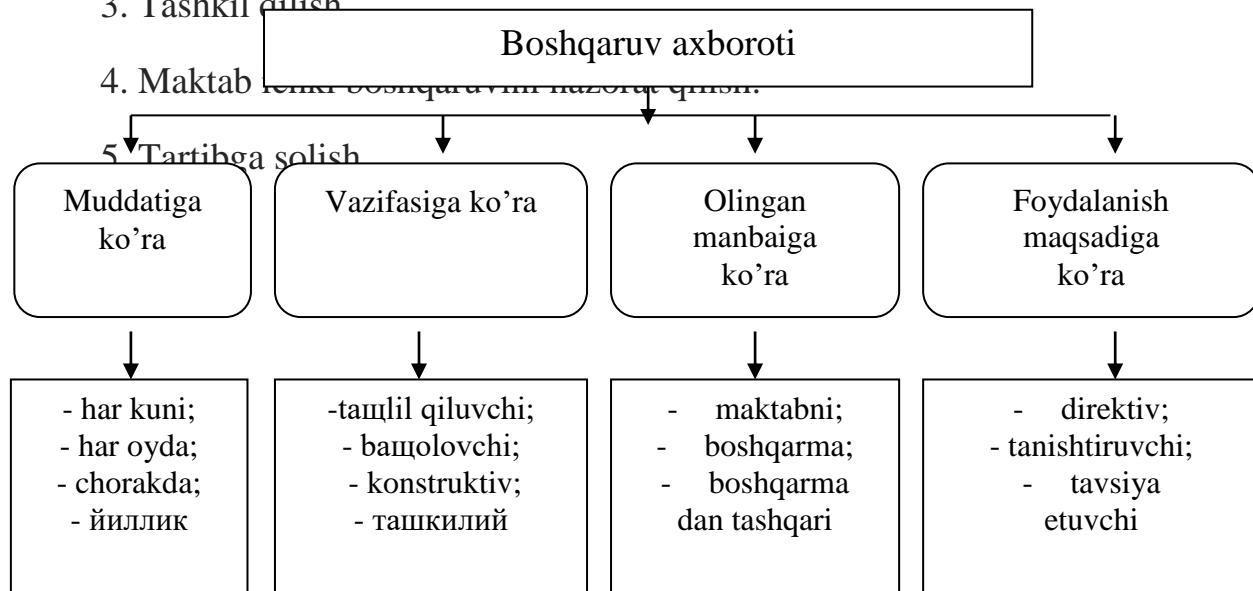 3. Tashkil qilish
Boshqaruv axboroti
4. Maktab ichki boshqaruvini nazorat qilish.
5. Tartibga solish
Muddatiga
ko’ra
Vazifasiga ko’ra
Olingan
manbaiga
ko’ra
Foydalanish
maqsadiga
ko’ra
- har kuni;
- har oyda;
- chorakda;
- йиллик
-taщlil qiluvchi;
- baщolovchi;
- konstruktiv;
- ташкилий
- maktabni;
- boshqarma;
- boshqarma
dan tashqari
- direktiv;
- tanishtiruvchi;
- tavsiya
etuvchi